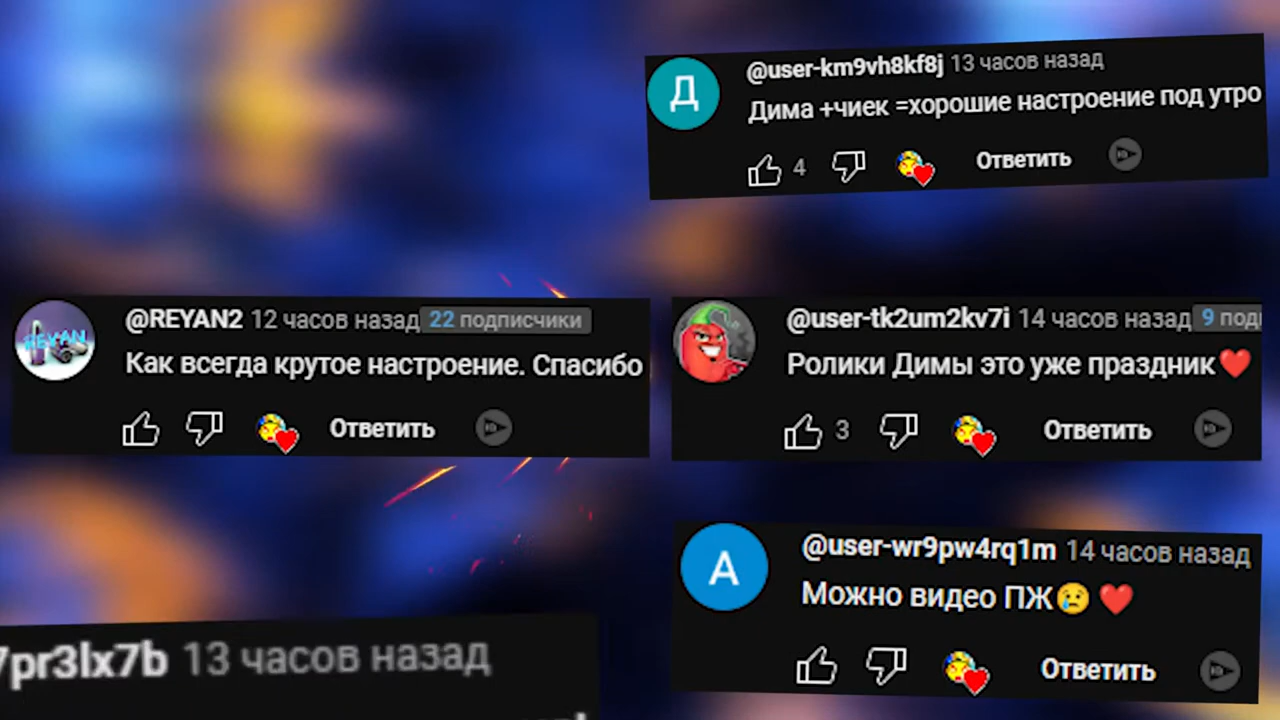 Д
@user-km9vh8kf8j 13 часов назад
Дима +чиек =хорошие настроение под утро
4
Ответить
REYAN
@REYAN2 12 часов назад 22 подписчики
Как всегда крутое настроение. Спасибо
Ответить
@user-tk2um2kv7i 14 часов назад 9 под
Ролики Димы это уже праздник❤️
3
Ответить
А
@user-wr9pw4rq1m 14 часов назад
Можно видео ПЖ😢❤️
Ответить
7pr3lx7b 13 часов назад